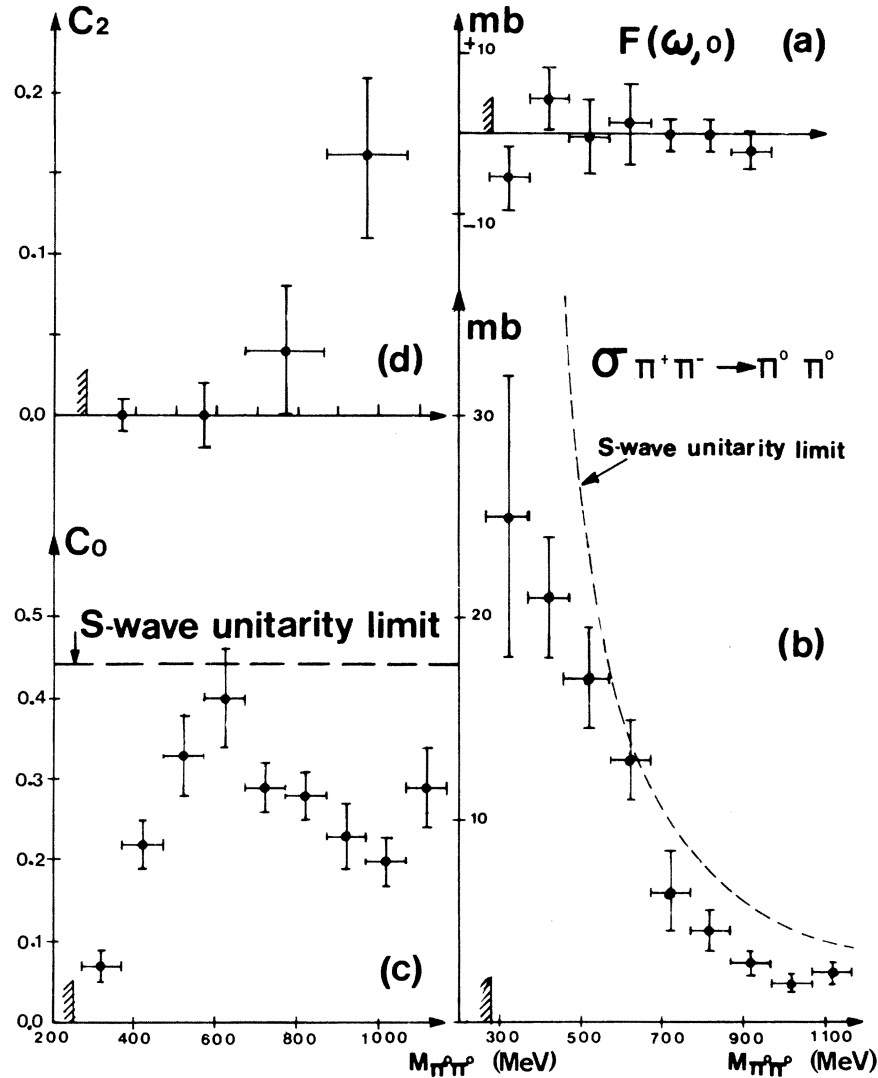 C₂
0.2
0.1
0.0
(d)
mb
+10
-10
F(ω,0) (a)
mb
σ π⁺π⁻ → π⁰ π⁰
30
20
10
S-wave unitarity limit
(b)
300 500 700 900 1100
Mπ⁰π⁰ (MeV)
C₀
0.5
0.4
0.3
0.2
0.1
0.0
S-wave unitarity limit
(c)
200 400 600 800 1000
Mπ⁰π⁰ (MeV)